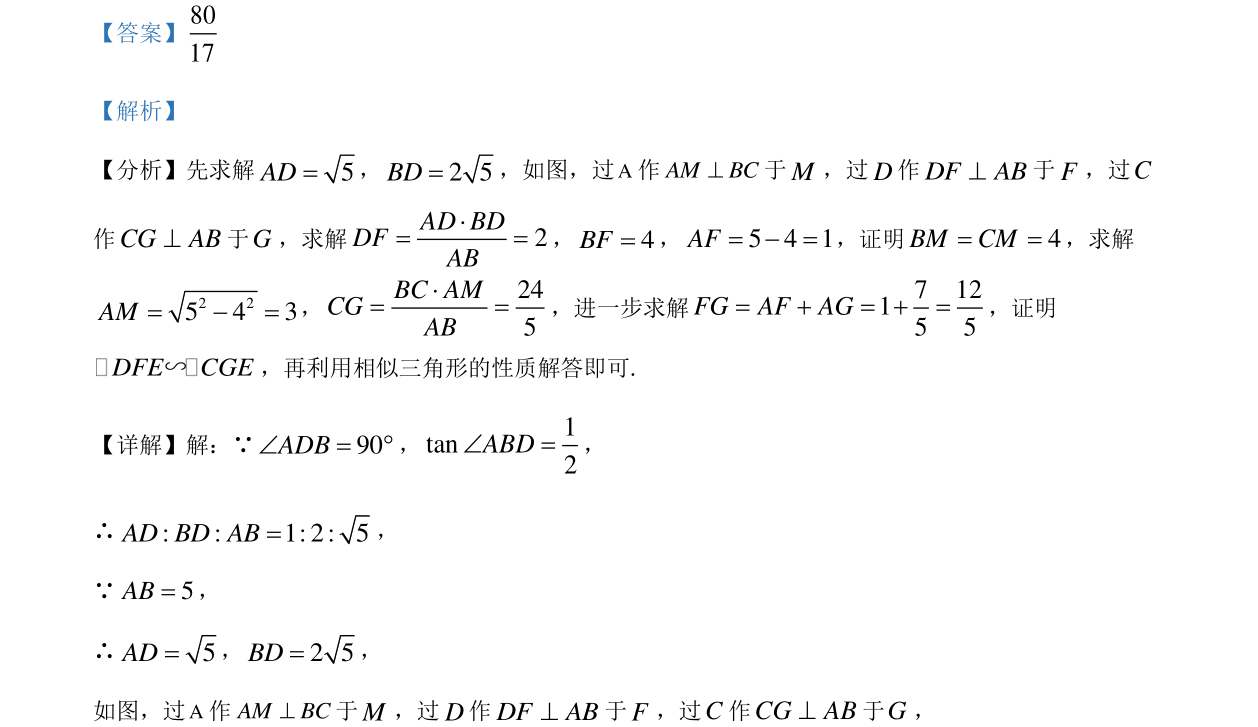 【答案】80/17
【解析】
【分析】先求解 AD = √5，BD = 2√5，如图，过A 作 AM ⊥ BC 于 M ，过 D 作 DF ⊥ AB 于 F ，过 C
作 CG ⊥ AB 于 G ，求解 DF = (AD·BD)/AB = 2，BF = 4，AF = 5−4 = 1，证明 BM = CM = 4，求解
AM = √(5²−4²) = 3，CG = (BC·AM)/AB = 24/5，进一步求解 FG = AF + AG = 1+7/5 = 12/5，证明
□DFE∽□CGE ，再利用相似三角形的性质解答即可.
【详解】解：∵ ∠ADB = 90°，tan ∠ABD = 1/2，
∴ AD : BD : AB = 1 : 2 : √5，
∵ AB = 5，
∴ AD = √5，BD = 2√5，
如图，过A 作 AM ⊥ BC 于 M ，过 D 作 DF ⊥ AB 于 F ，过 C 作 CG ⊥ AB 于 G，